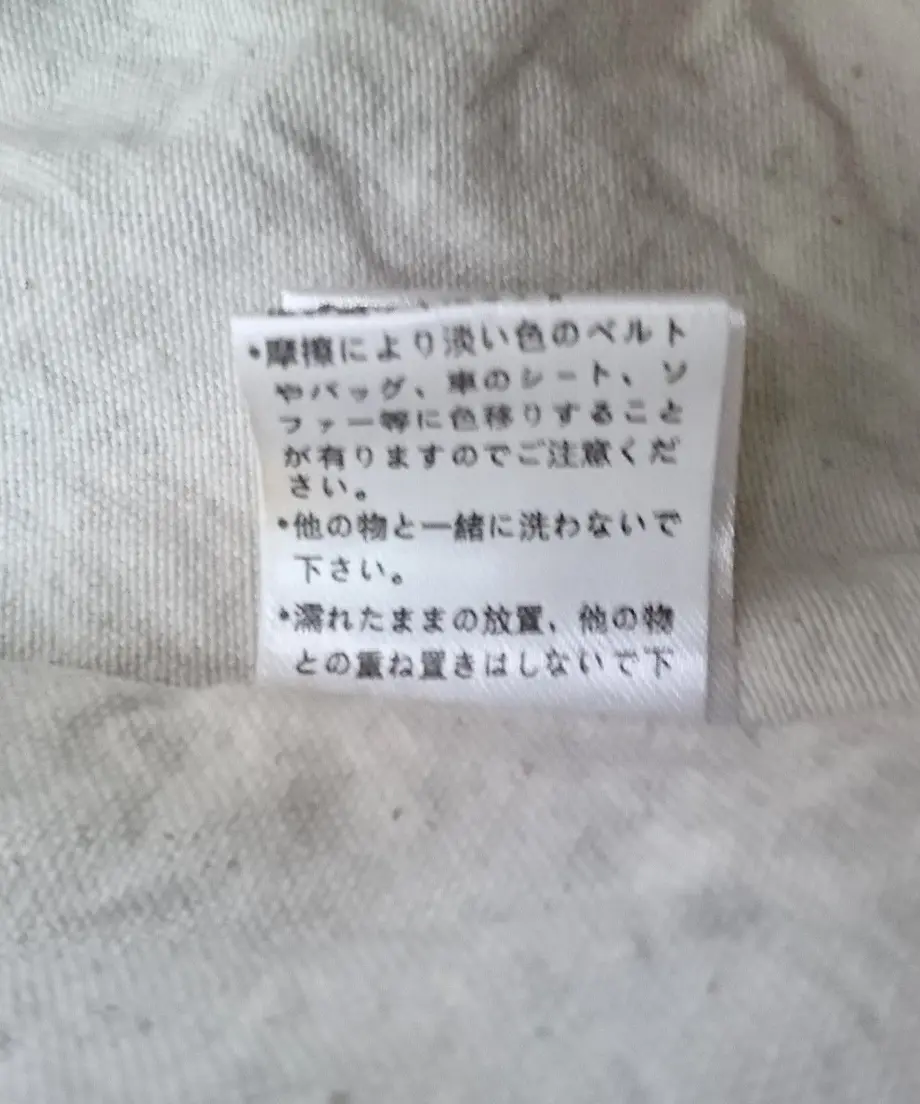 •摩擦により淡い色のベルト
やバッグ、車のシート、ソ
ファー等に色移りすること
が有りますのでご注意くだ
さい。
•他の物と一緒に洗わないで
下さい。
•濡れたままの放置、他の物
との重ね置きはしないで下